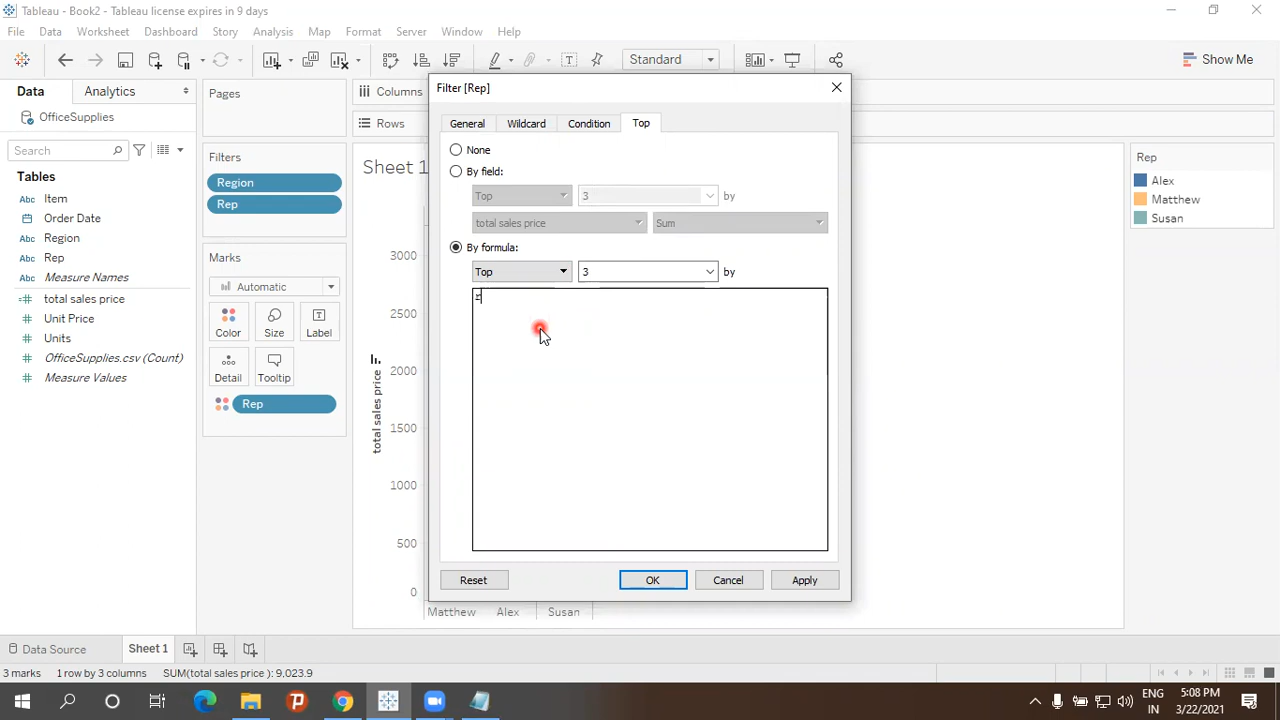 Tableau - Book2 - Tableau license expires in 9 days
File Data Worksheet Dashboard Story Analysis Map Format Server Window Help
Standard
Show Me
Data Analytics
OfficeSupplies
Search
Tables
Abc Item
Order Date
Abc Region
Abc Rep
Abc Measure Names
total sales price
Unit Price
Units
OfficeSupplies.csv (Count)
Measure Values
Pages
Filters
Region
Rep
Marks
Automatic
Color Size Label
Detail Tooltip
Rep
Columns
Rows
Sheet 1
total sales price
3000
2500
2000
1500
1000
500
0
Matthew Alex Susan
Filter [Rep]
General Wildcard Condition Top
None
By field:
Top 3 by
total sales price Sum
By formula:
Top 3 by
r
Reset OK Cancel Apply
Rep
Alex
Matthew
Susan
Data Source Sheet 1
3 marks 1 row by 3 columns SUM(total sales price ): 9,023.9
ENG
IN
5:08 PM
3/22/2021